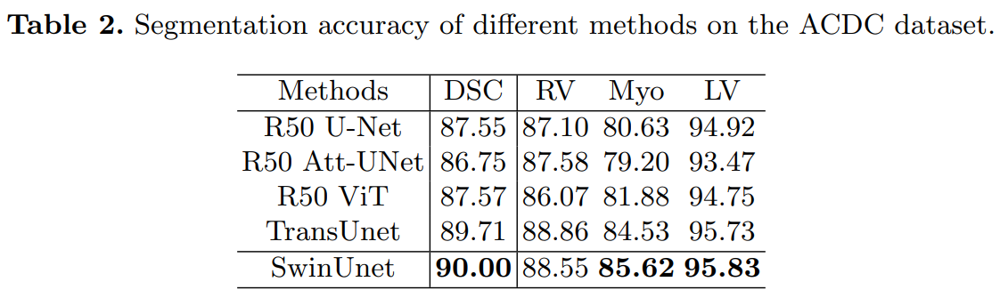 Table 2. Segmentation accuracy of different methods on the ACDC dataset.
Methods DSC RV Myo LV
R50 U-Net 87.55 87.10 80.63 94.92
R50 Att-UNet 86.75 87.58 79.20 93.47
R50 ViT 87.57 86.07 81.88 94.75
TransUnet 89.71 88.86 84.53 95.73
SwinUnet 90.00 88.55 85.62 95.83